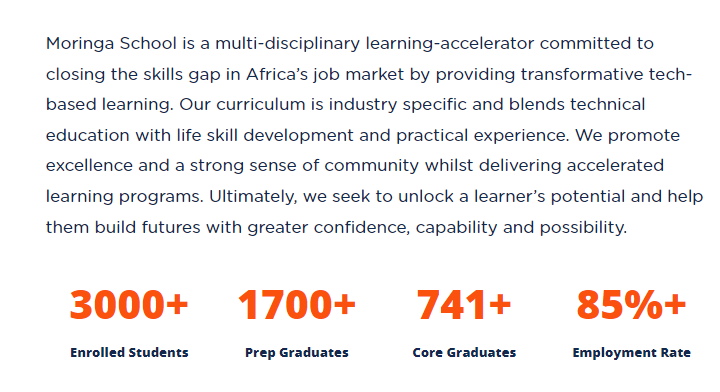 Moringa School is a multi-disciplinary learning-accelerator committed to
closing the skills gap in Africa’s job market by providing transformative tech-
based learning. Our curriculum is industry specific and blends technical
education with life skill development and practical experience. We promote
excellence and a strong sense of community whilst delivering accelerated
learning programs. Ultimately, we seek to unlock a learner’s potential and help
them build futures with greater confidence, capability and possibility.
3000+ 1700+ 741+ 85%+
Enrolled Students Prep Graduates Core Graduates Employment Rate